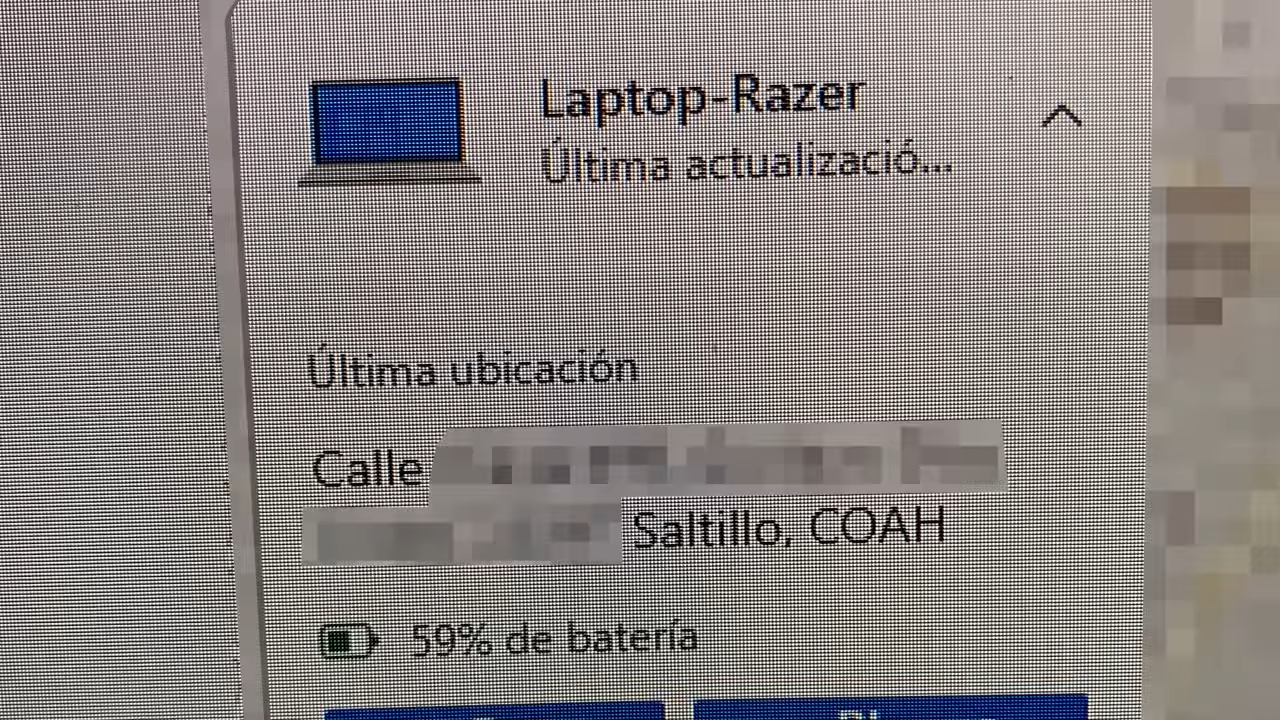 Laptop-Razer
Última actualizació...
Última ubicación
Calle
Saltillo, COAH
59% de batería